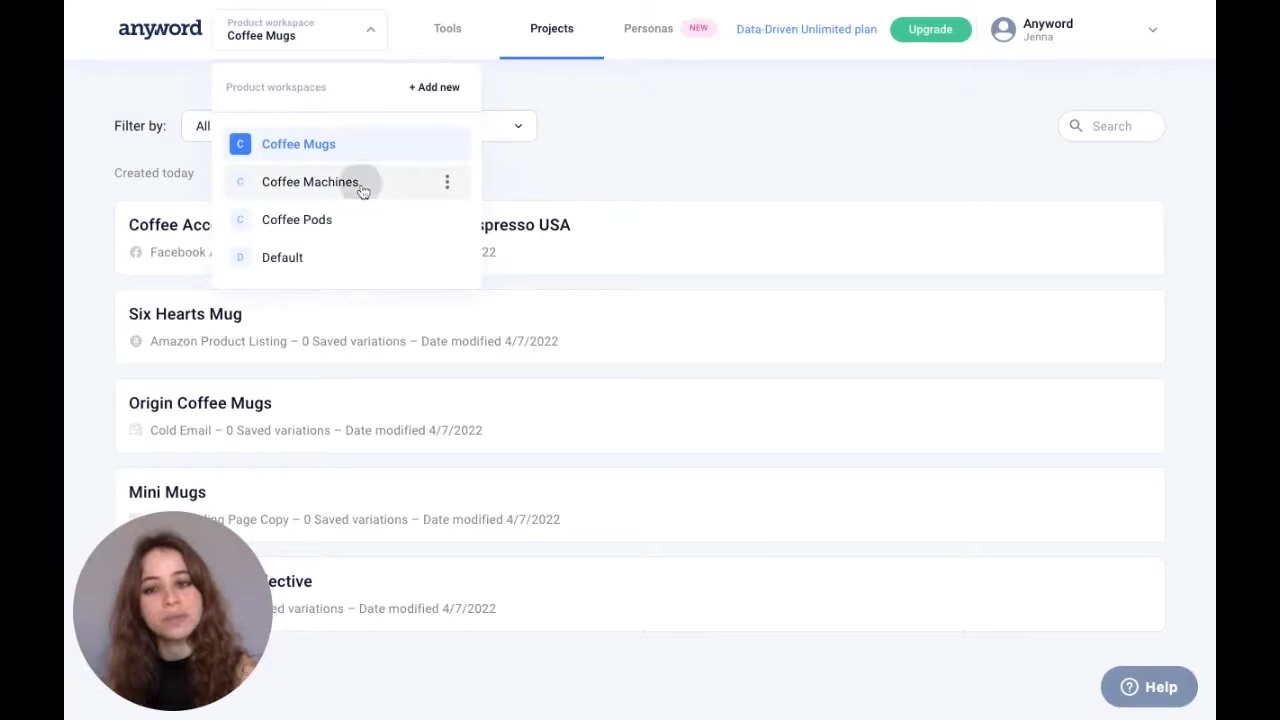 anyword
Product workspace
Coffee Mugs
Tools
Projects
Personas
NEW
Data-Driven Unlimited plan
Upgrade
Anyword
Jenna
Product workspaces
+ Add new
Filter by:
All
Search
C
Coffee Mugs
Created today
C
Coffee Machines
C
Coffee Pods
D
Default
Coffee Acc spresso USA
Facebook 22
Six Hearts Mug
Amazon Product Listing – 0 Saved variations – Date modified 4/7/2022
Origin Coffee Mugs
Cold Email – 0 Saved variations – Date modified 4/7/2022
Mini Mugs
Page Copy – 0 Saved variations – Date modified 4/7/2022
ective
variations – Date modified 4/7/2022
? Help